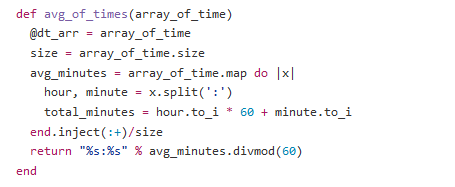 def avg_of_times(array_of_time)
  @dt_arr = array_of_time
  size = array_of_time.size
  avg_minutes = array_of_time.map do |x|
    hour, minute = x.split(':')
    total_minutes = hour.to_i * 60 + minute.to_i
  end.inject(:+)/size
  return "%s:%s" % avg_minutes.divmod(60)
end